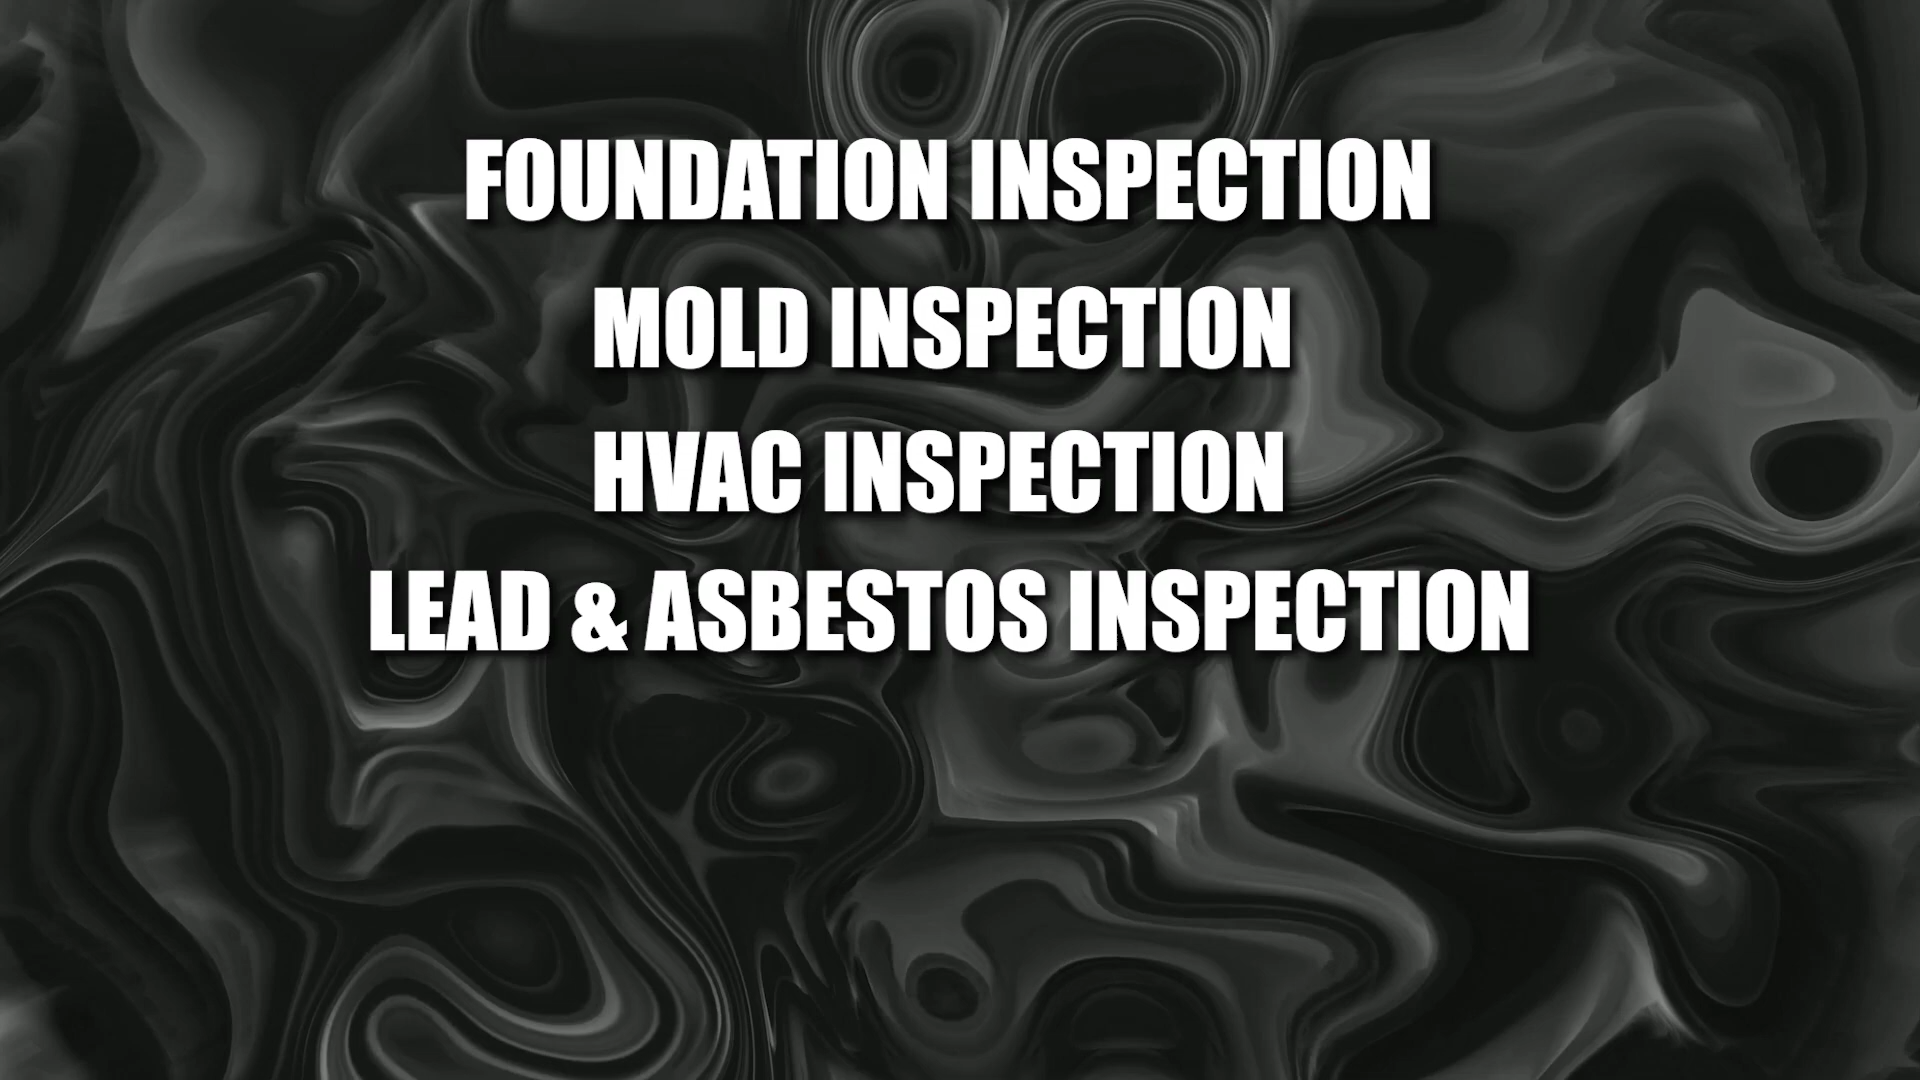 FOUNDATION INSPECTION
MOLD INSPECTION
HVAC INSPECTION
LEAD & ASBESTOS INSPECTION